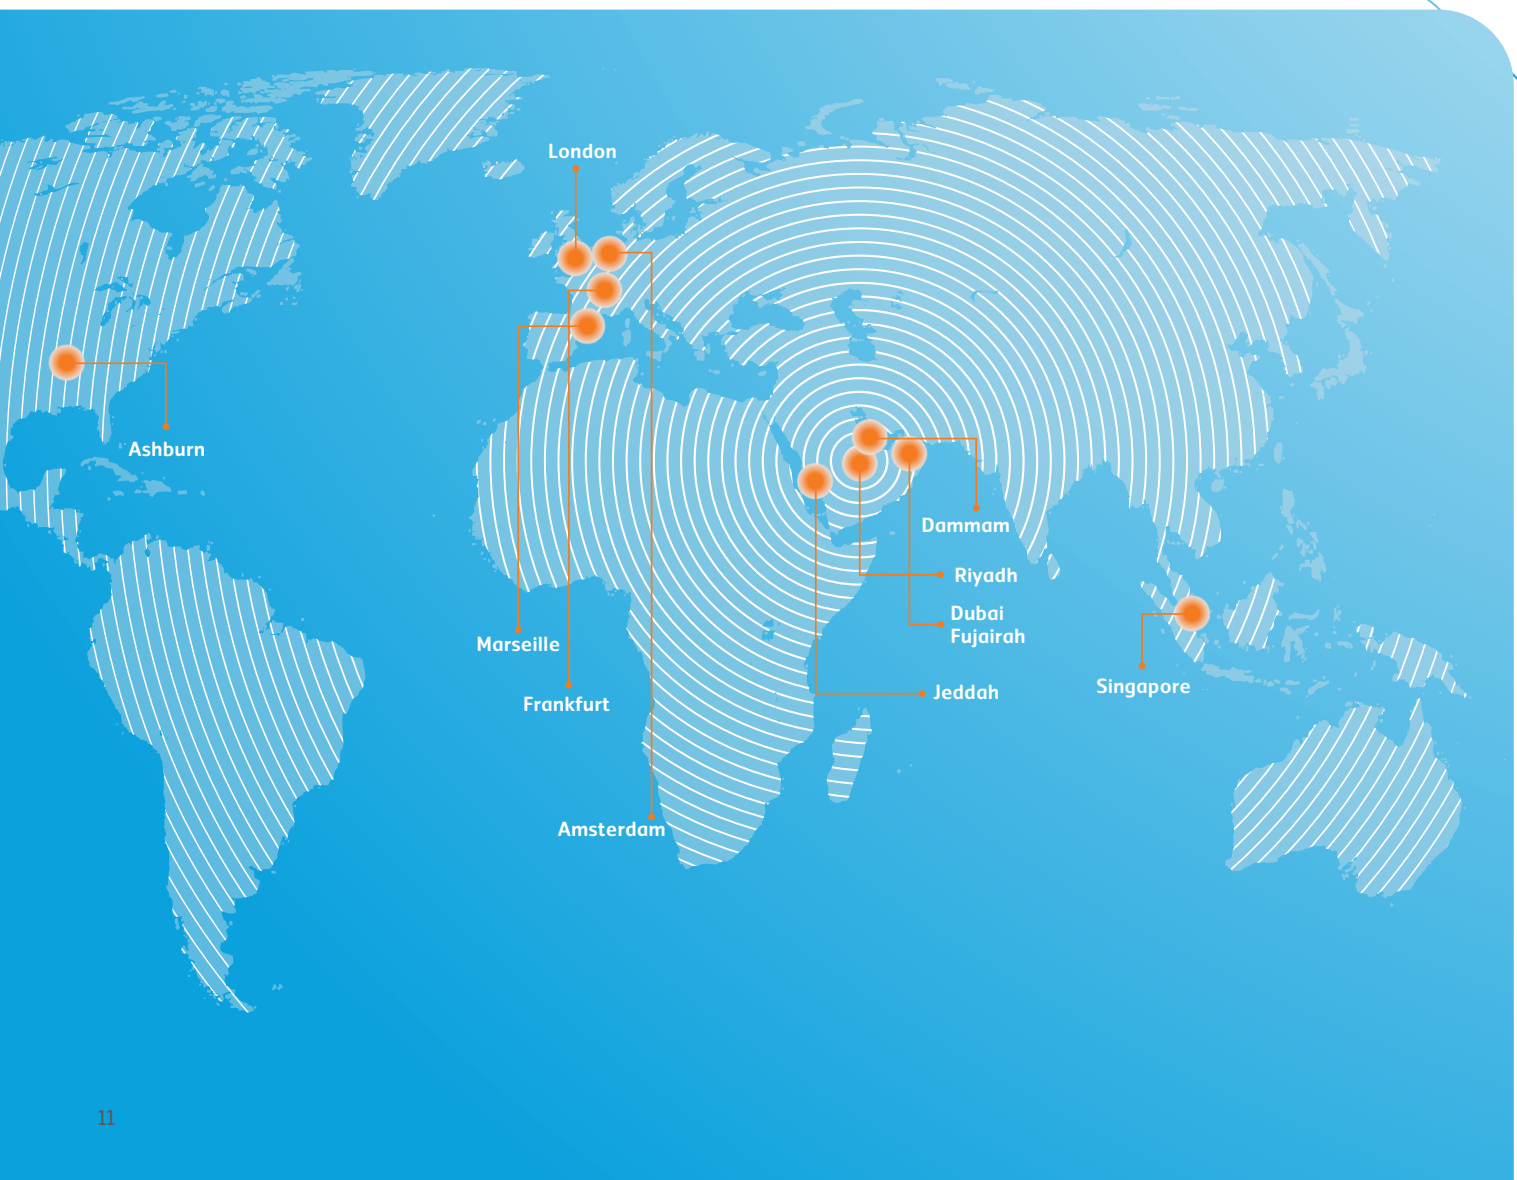 London
Ashburn
Dammam
Riyadh
Dubai
Fujairah
Marseille
Singapore
Jeddah
Frankfurt
Amsterdam
11